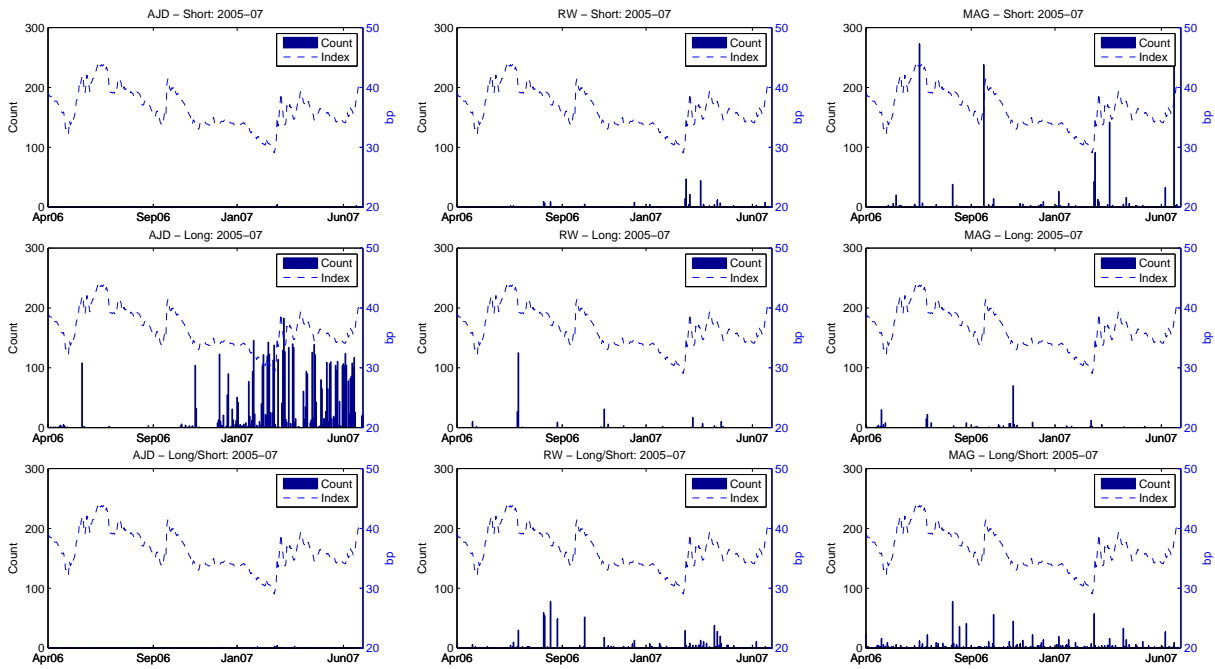 AJD − Short: 2005−07 RW − Short: 2005−07 MAG − Short: 2005−07
300 50 300 50 300 50
Count Count Count
Index Index Index
200 40 200 40 200 40
Count bp Count bp Count bp
100 30 100 30 100 30
0 20 0 20 0 20
Apr06 Sep06 Jan07 Jun07 Apr06 Sep06 Jan07 Jun07 Apr06 Sep06 Jan07 Jun07
AJD − Long: 2005−07 RW − Long: 2005−07 MAG − Long: 2005−07
300 50 300 50 300 50
Count Count Count
Index Index Index
200 40 200 40 200 40
Count bp Count bp Count bp
100 30 100 30 100 30
0 20 0 20 0 20
Apr06 Sep06 Jan07 Jun07 Apr06 Sep06 Jan07 Jun07 Apr06 Sep06 Jan07 Jun07
AJD − Long/Short: 2005−07 RW − Long/Short: 2005−07 MAG − Long/Short: 2005−07
300 50 300 50 300 50
Count Count Count
Index Index Index
200 40 200 40 200 40
Count bp Count bp Count bp
100 30 100 30 100 30
0 20 0 20 0 20
Apr06 Sep06 Jan07 Jun07 Apr06 Sep06 Jan07 Jun07 Apr06 Sep06 Jan07 Jun07